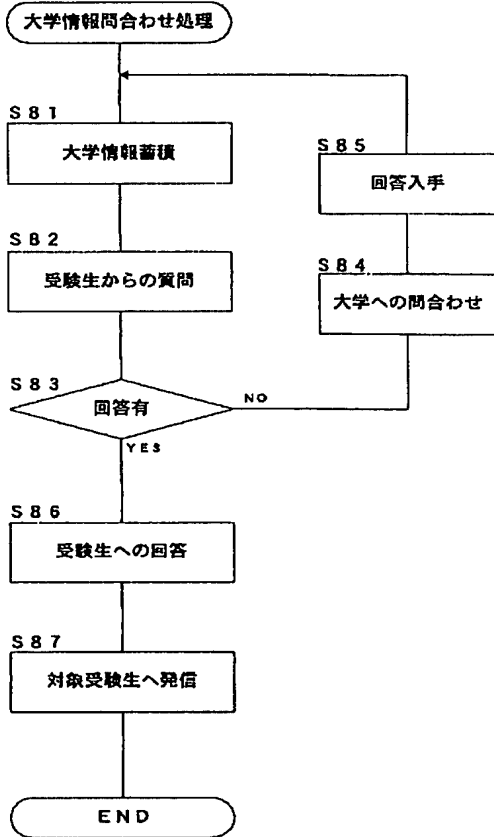 大学情報問合わせ処理
S81
大学情報蓄積
S85
回答入手
S82
受験生からの質問
S84
大学への問合わせ
S83
回答有
NO
YES
S86
受験生への回答
S87
対象受験生へ発信
END